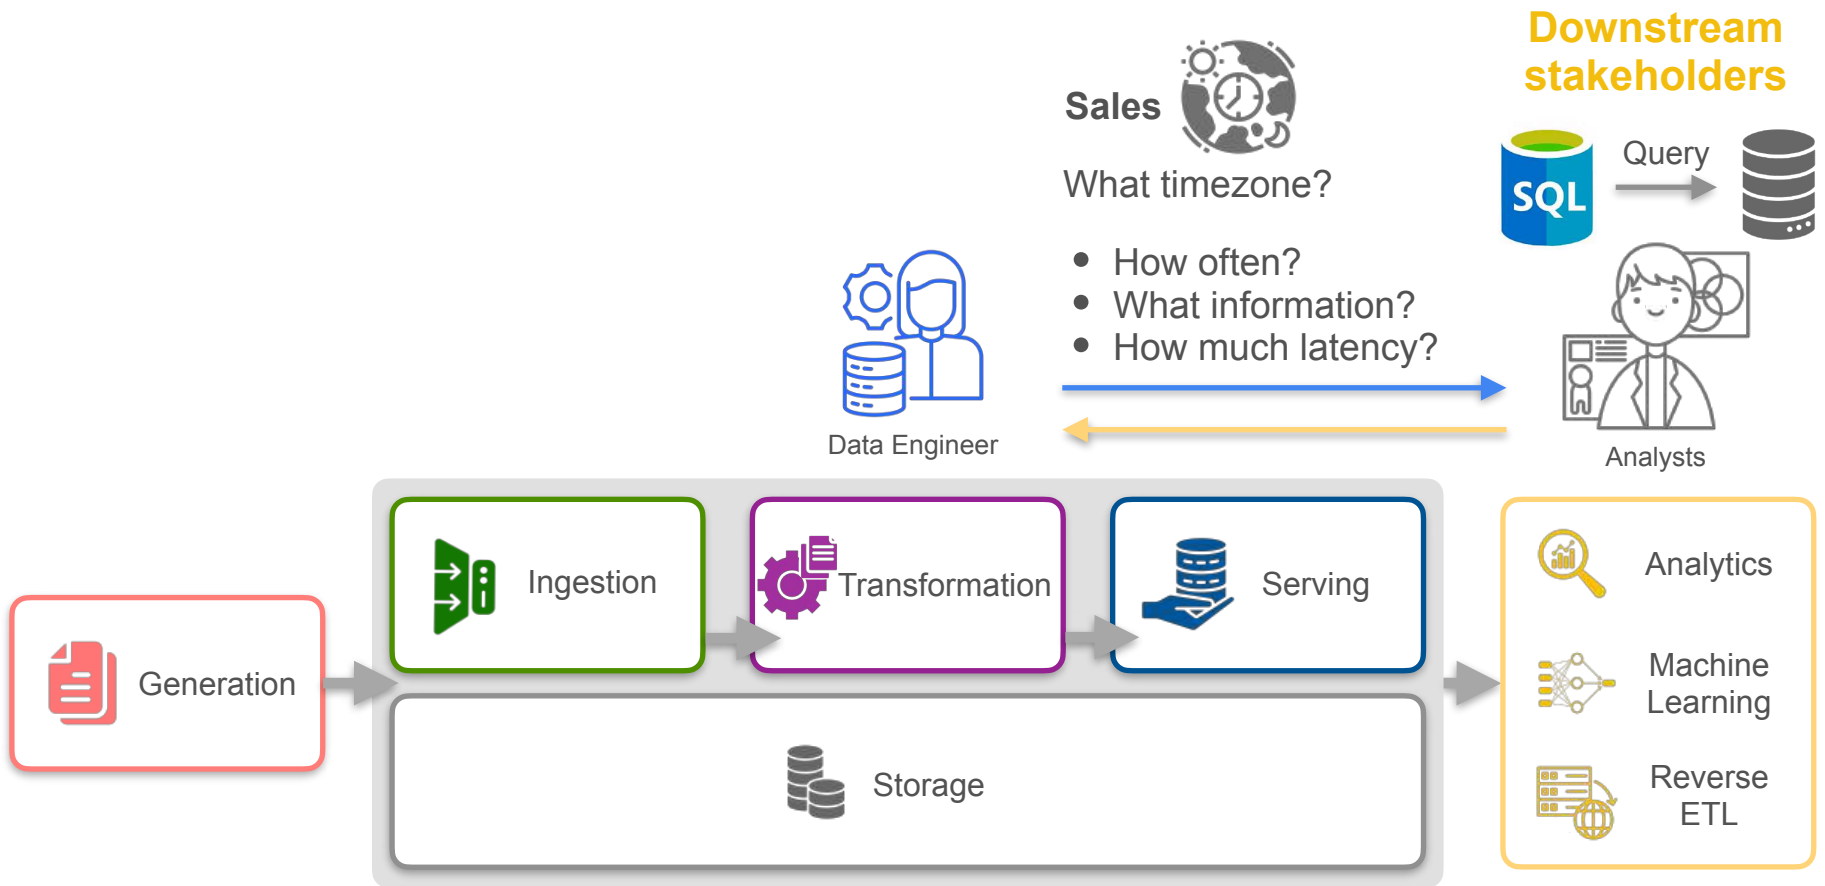 Downstream
stakeholders
Sales
What timezone?
SQL
Query
• How often?
• What information?
• How much latency?
Data Engineer
Analysts
Generation
Ingestion
Transformation
Serving
Storage
Analytics
Machine
Learning
Reverse
ETL